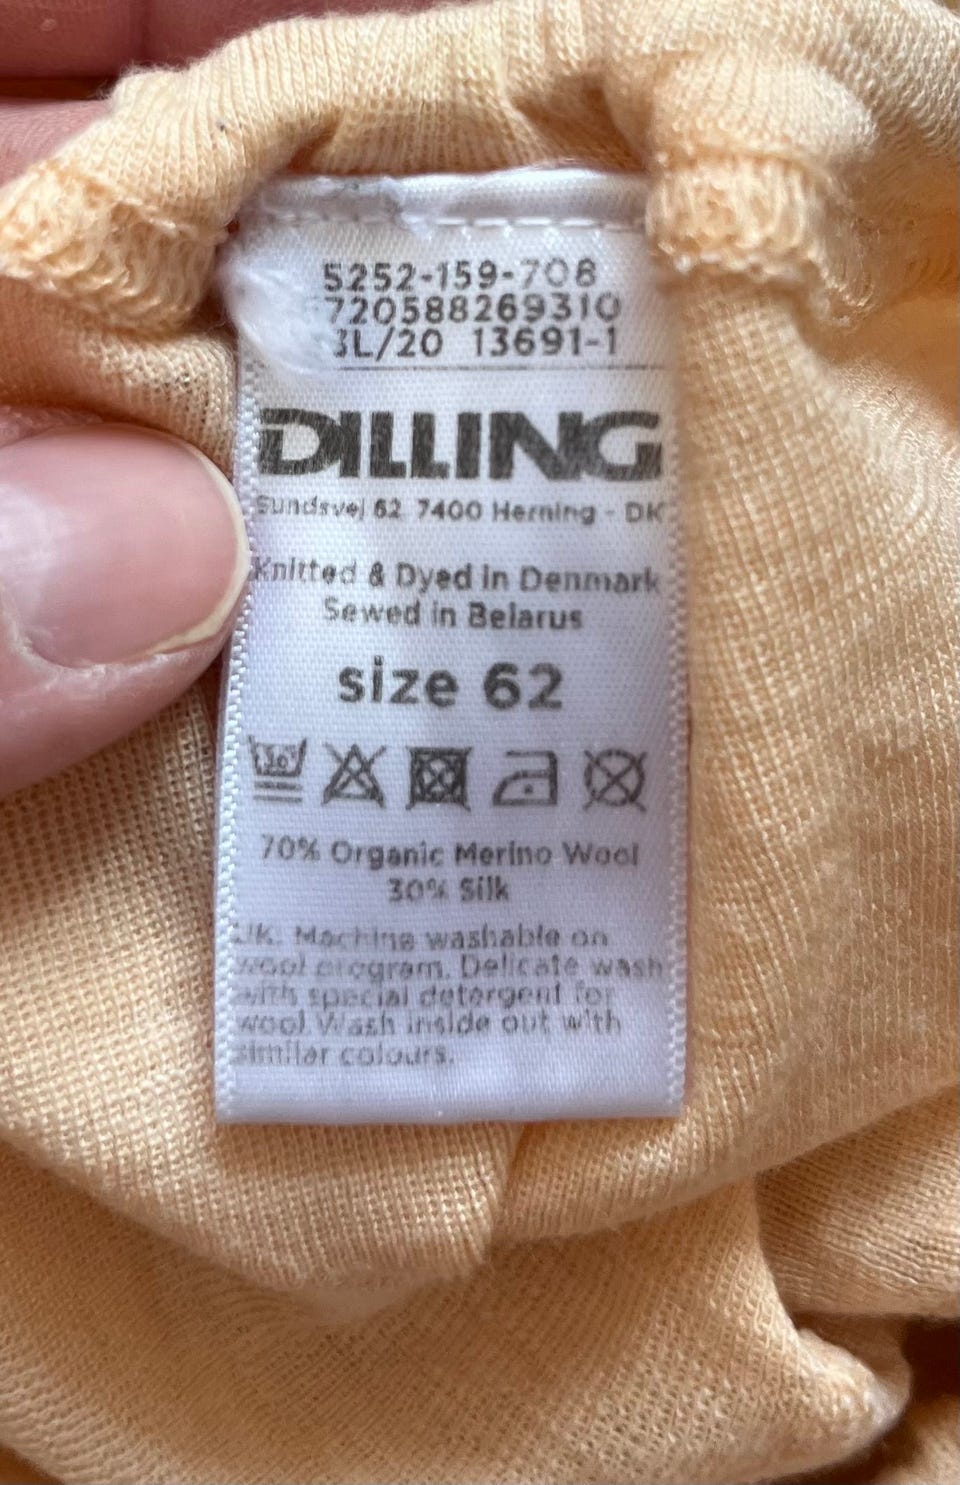 5252-159-708
720588269310
L/20 13691-1
DILLING
Sundsvej 62 7400 Herning - DK
Knitted & Dyed in Denmark
Sewed in Belarus
size 62
30°
70% Organic Merino Wool
30% Silk
UK. Machine washable on
wool program. Delicate wash
with special detergent for
wool. Wash inside out with
similar colours.